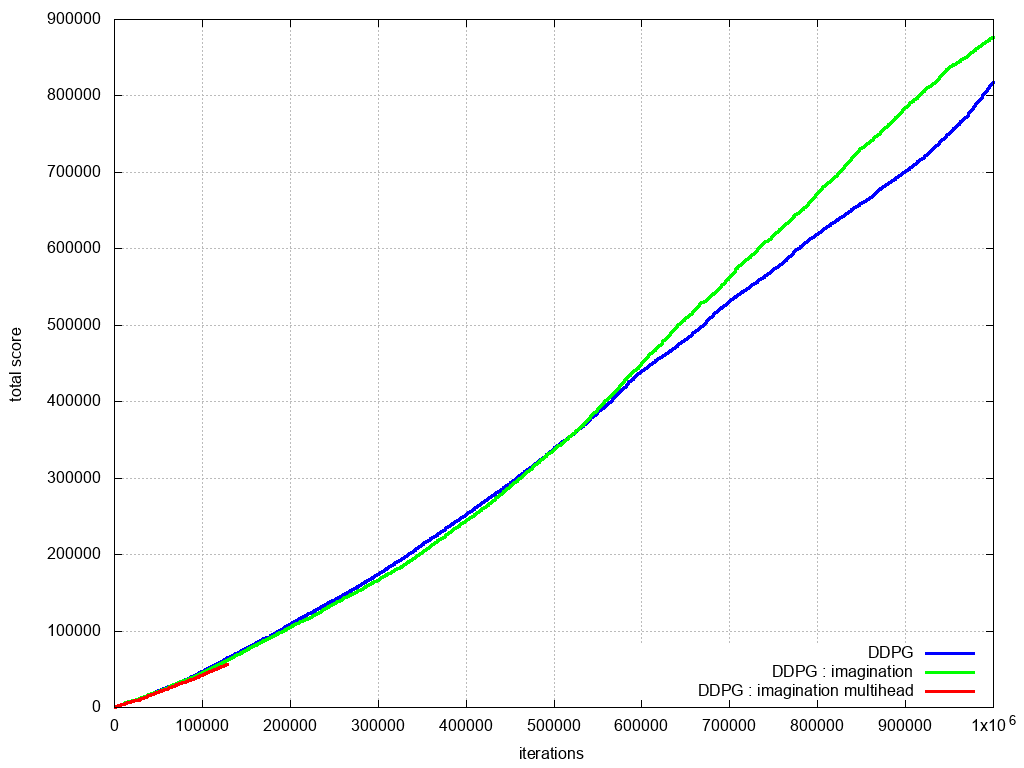 900000
800000
700000
600000
500000
400000
300000
200000
100000
0
total score
DDPG
DDPG : imagination
DDPG : imagination multihead
0 100000 200000 300000 400000 500000 600000 700000 800000 900000 1x10^6
iterations